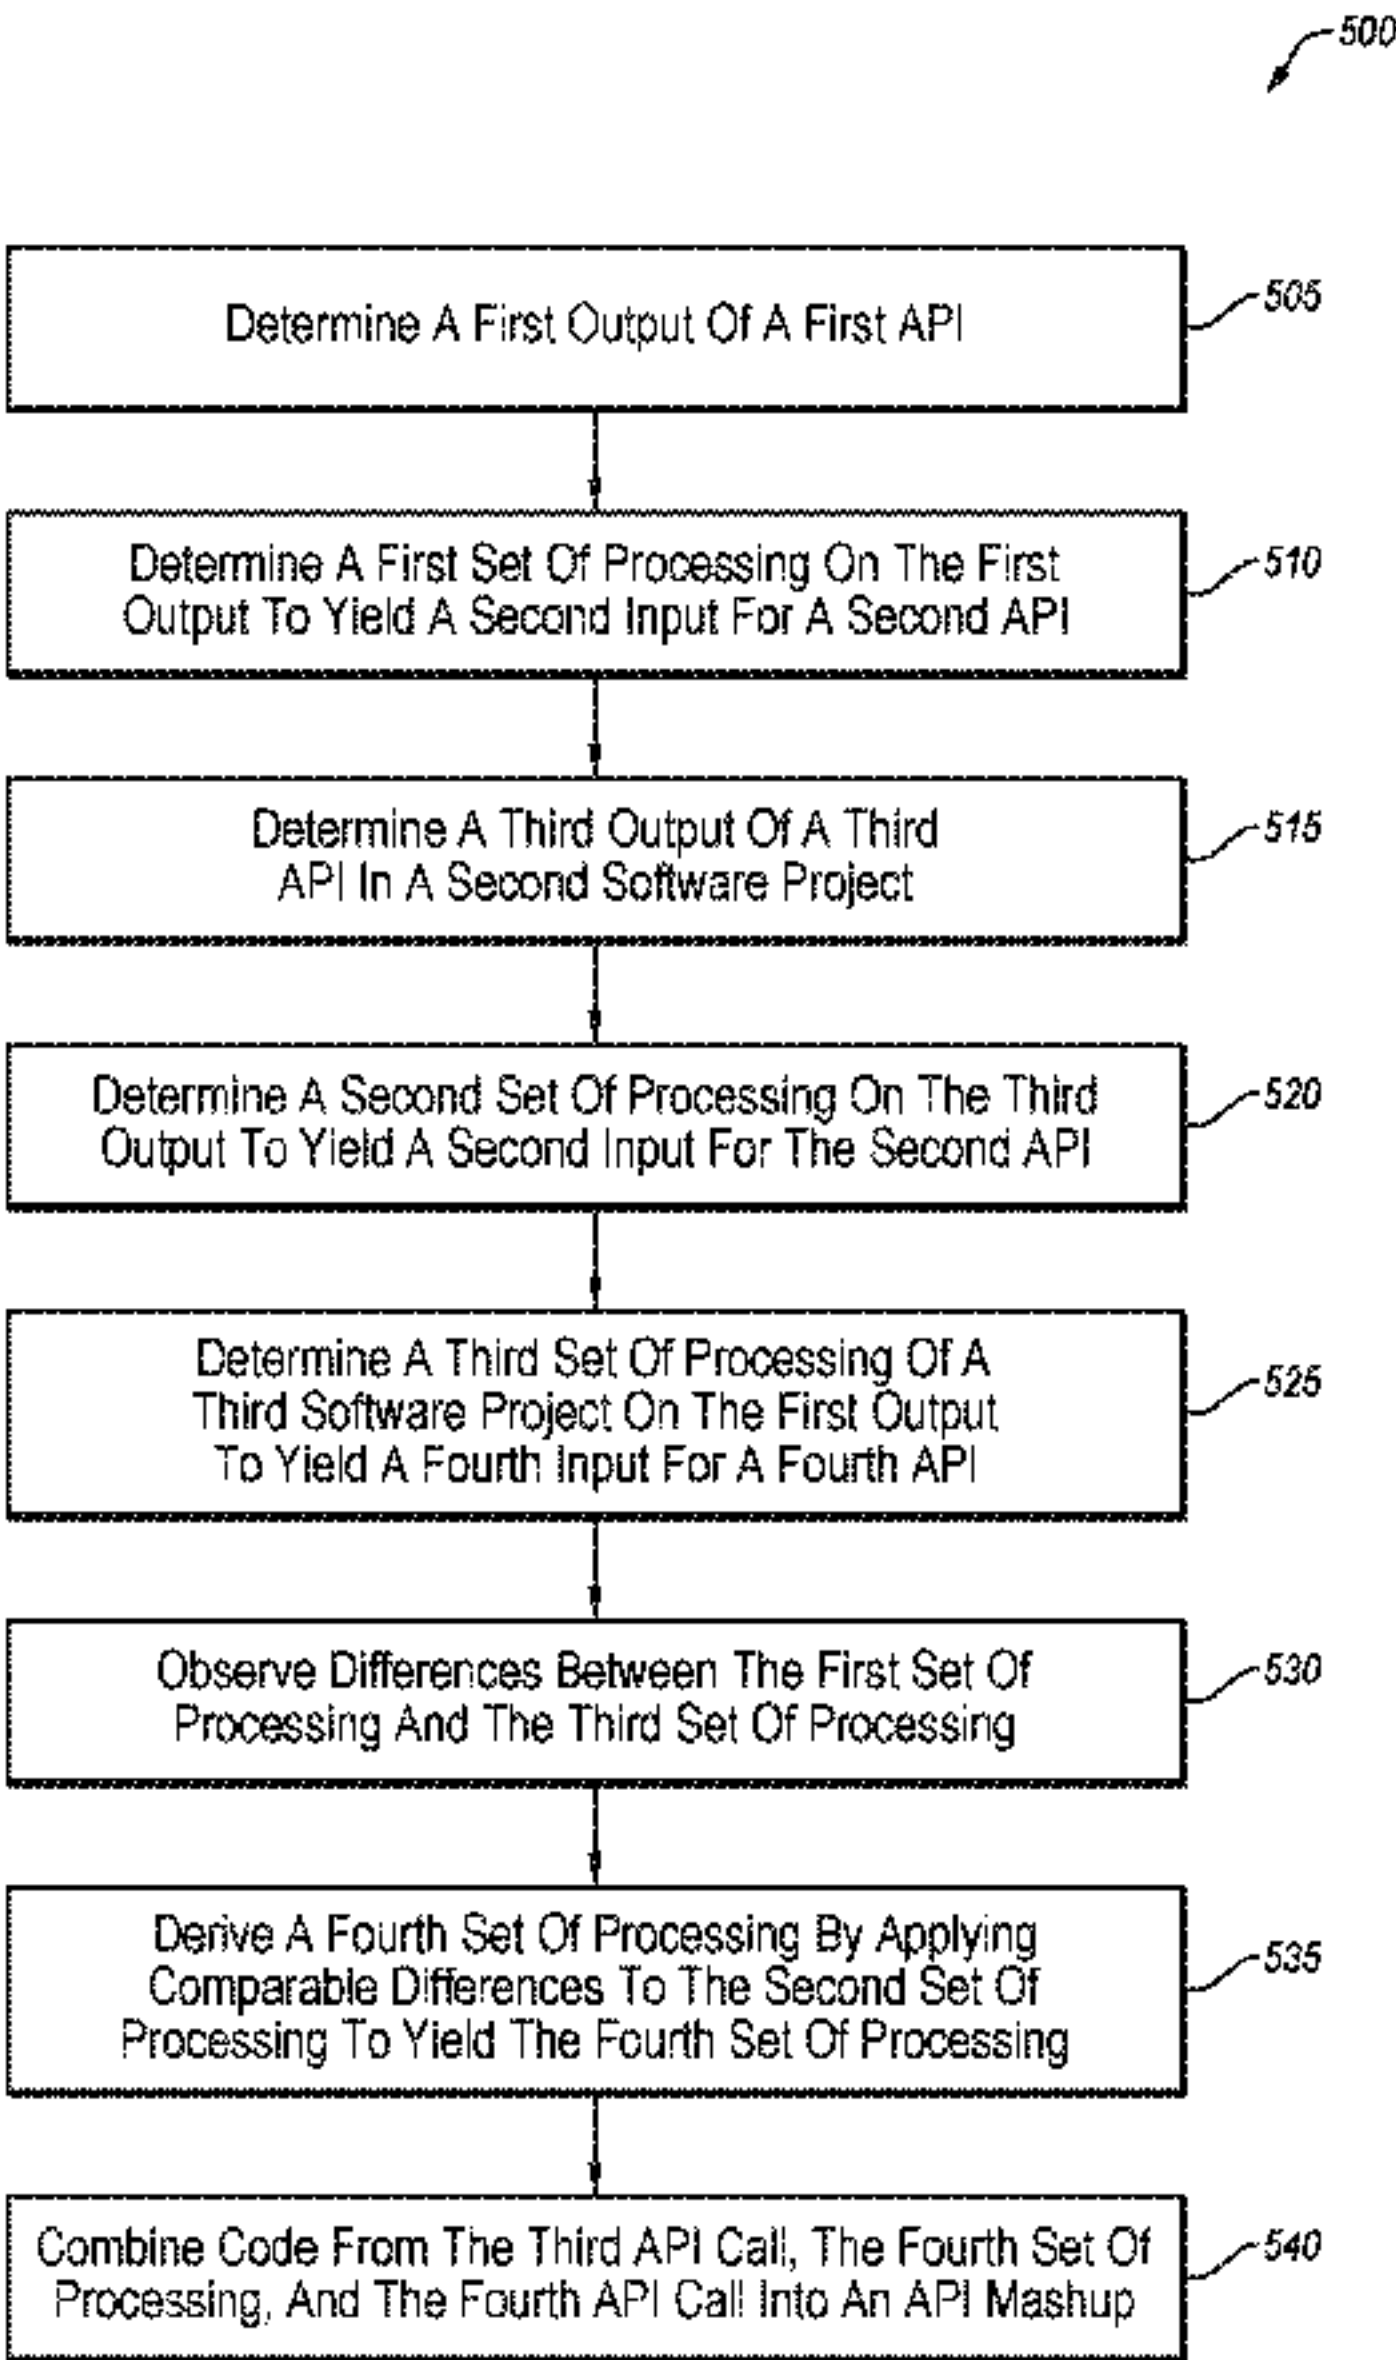 500
Determine A First Output Of A First API
505
Determine A First Set Of Processing On The First
Output To Yield A Second Input For A Second API
510
Determine A Third Output Of A Third
API In A Second Software Project
515
Determine A Second Set Of Processing On The Third
Output To Yield A Second Input For The Second API
520
Determine A Third Set Of Processing Of A
Third Software Project On The First Output
To Yield A Fourth Input For A Fourth API
525
Observe Differences Between The First Set Of
Processing And The Third Set Of Processing
530
Derive A Fourth Set Of Processing By Applying
Comparable Differences To The Second Set Of
Processing To Yield The Fourth Set Of Processing
535
Combine Code From The Third API Call, The Fourth Set Of
Processing, And The Fourth API Call Into An API Mashup
540